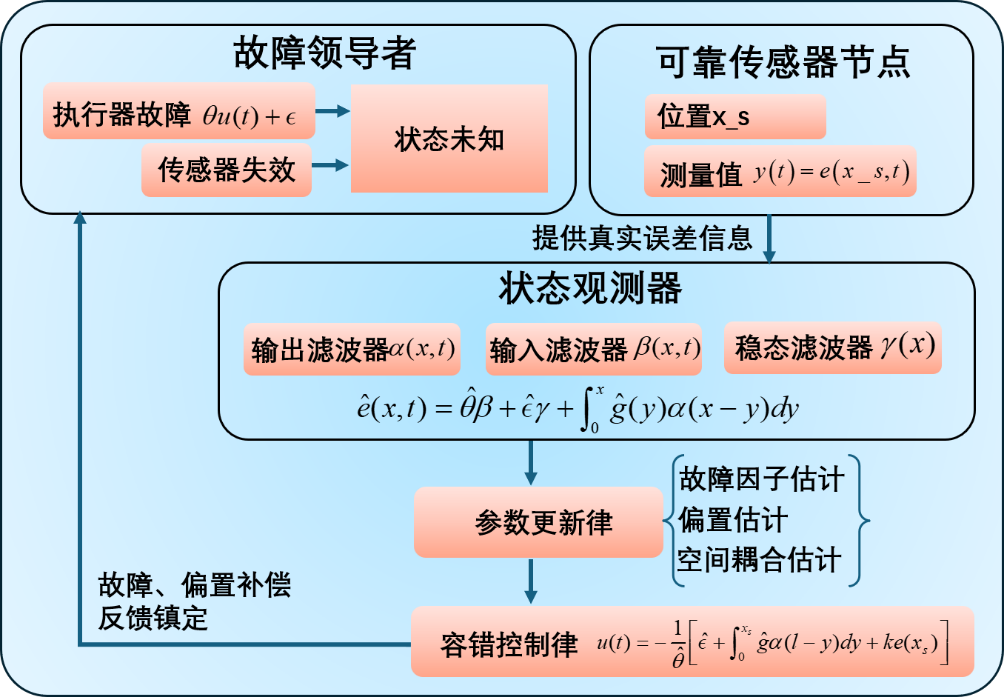 故障领导者
执行器故障 θu(t) + ϵ
传感器失效
状态未知
可靠传感器节点
位置x_s
测量值 y(t) = e(x_s,t)
提供真实误差信息
状态观测器
输出滤波器α(x,t)
输入滤波器 β(x,t)
稳态滤波器 γ(x)
ê(x,t) = θ̂β + ϵ̂γ + ∫₀ˣ ĝ(y)α(x − y)dy
参数更新律
故障因子估计
偏置估计
空间耦合估计
故障、偏置补偿
反馈镇定
容错控制律 u(t) = −1/θ̂ [ϵ̂ + ∫₀^{x_s} ĝα(l − y)dy + ke(x_s)]